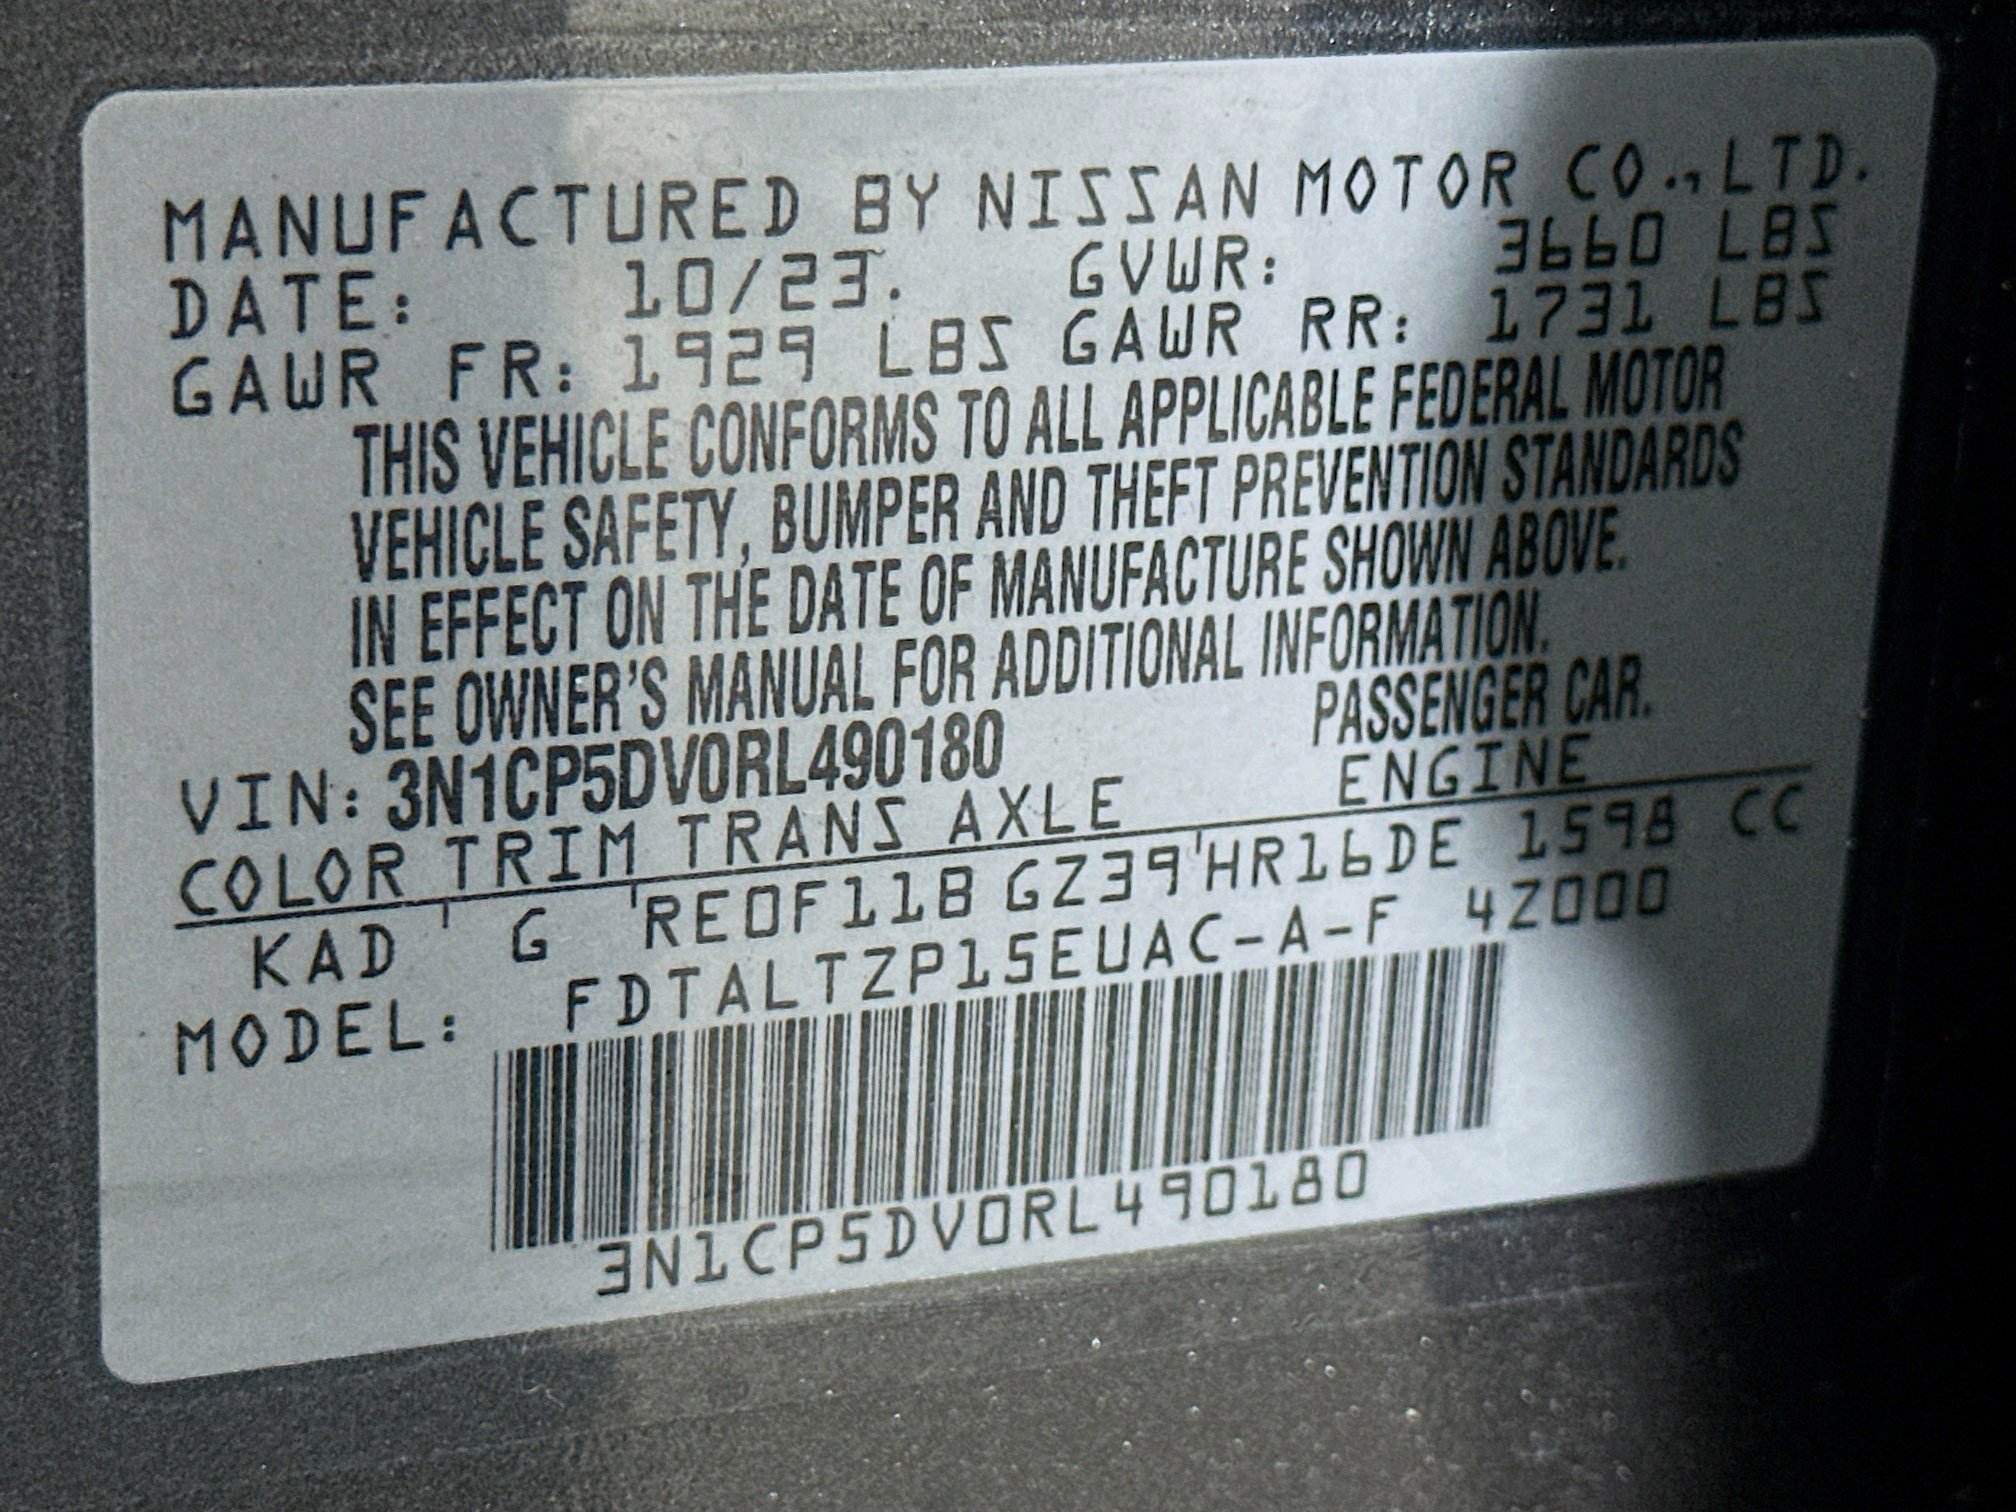 MANUFACTURED BY NISSAN MOTOR CO.,LTD.
DATE: 10/23. GVWR: 3660 LBS
GAWR FR: 1929 LBS GAWR RR: 1731 LBS
THIS VEHICLE CONFORMS TO ALL APPLICABLE FEDERAL MOTOR
VEHICLE SAFETY, BUMPER AND THEFT PREVENTION STANDARDS
IN EFFECT ON THE DATE OF MANUFACTURE SHOWN ABOVE.
SEE OWNER'S MANUAL FOR ADDITIONAL INFORMATION.
VIN: 3N1CP5DV0RL490180 PASSENGER CAR.
COLOR TRIM TRANS AXLE ENGINE
KAD G RE0F11B GZ39 HR16DE 1598 CC
MODEL: FDTALTZP15EUAC-A-F 4Z000
3N1CP5DV0RL490180